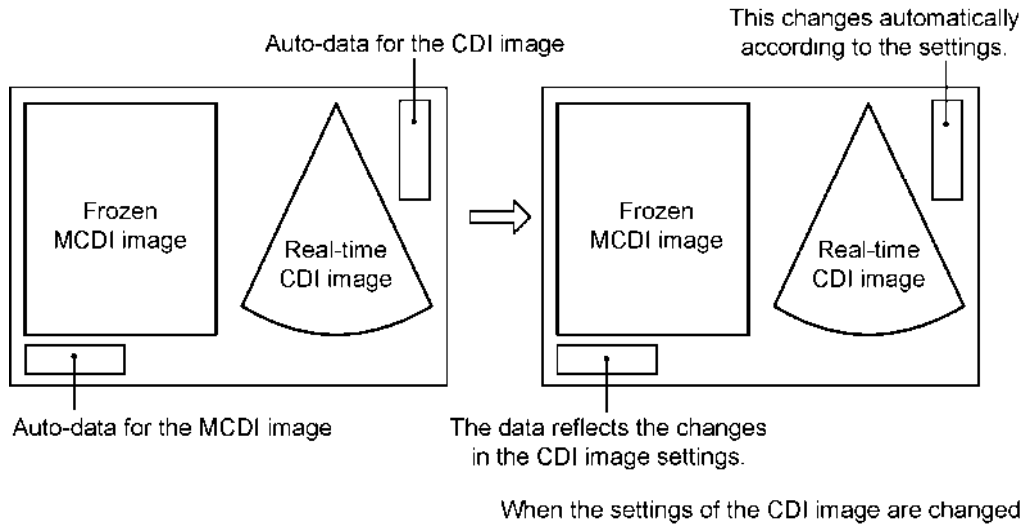 This changes automatically
according to the settings.
Auto-data for the CDI image
Frozen
MCDI image
Real-time
CDI image
Frozen
MCDI image
Real-time
CDI image
Auto-data for the MCDI image
The data reflects the changes
in the CDI image settings.
When the settings of the CDI image are changed